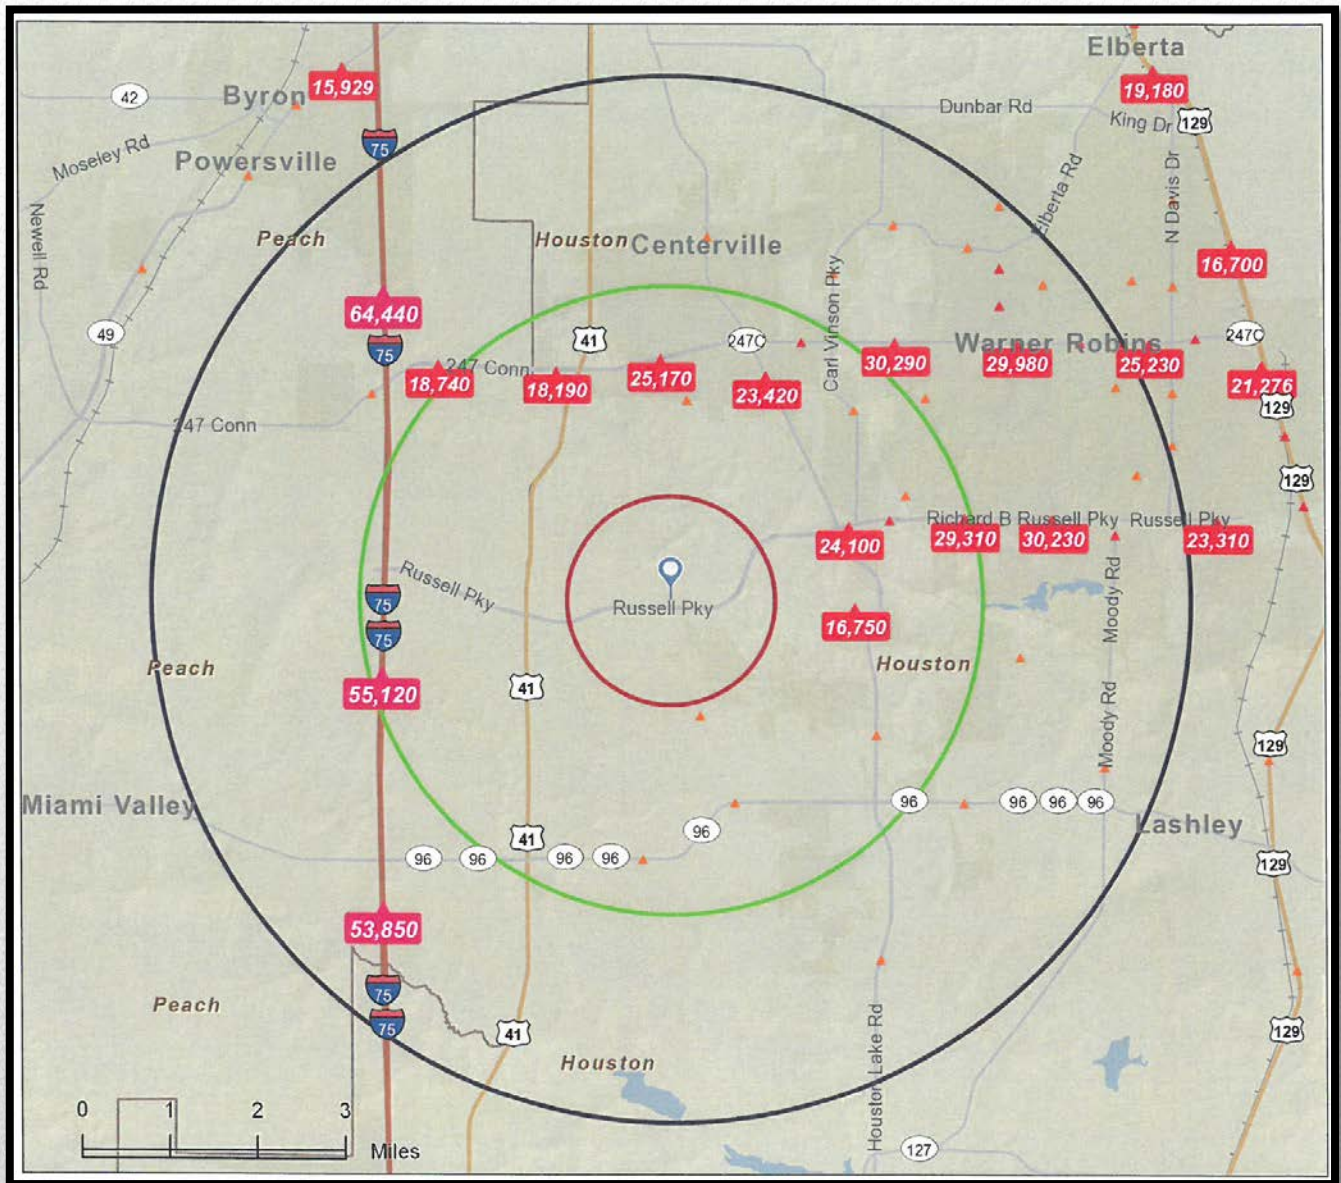 Elberta
15,929
19,180
42
Byron
Dunbar Rd
King Dr
129
Moseley Rd
75
Powersville
Elberta Rd
N Davis Dr
Newell Rd
Peach
Houston
Centerville
16,700
Carl Vinson Pky
64,440
49
75
41
247C
Warner Robins
247C
247 Conn
18,740
18,190
25,170
23,420
30,290
29,980
25,230
21,276
129
247 Conn
129
Richard B Russell Pky
Russell Pky
24,100
29,310
30,230
23,310
Russell Pky
75
Russell Pky
Moody Rd
75
16,750
Peach
Houston
55,120
41
Moody Rd
129
Miami Valley
96
96
96
96
Lashley
41
96
96
96
96
96
129
53,850
75
Peach
75
41
Houston
Houston Lake Rd
129
0
1
2
3
Miles
127